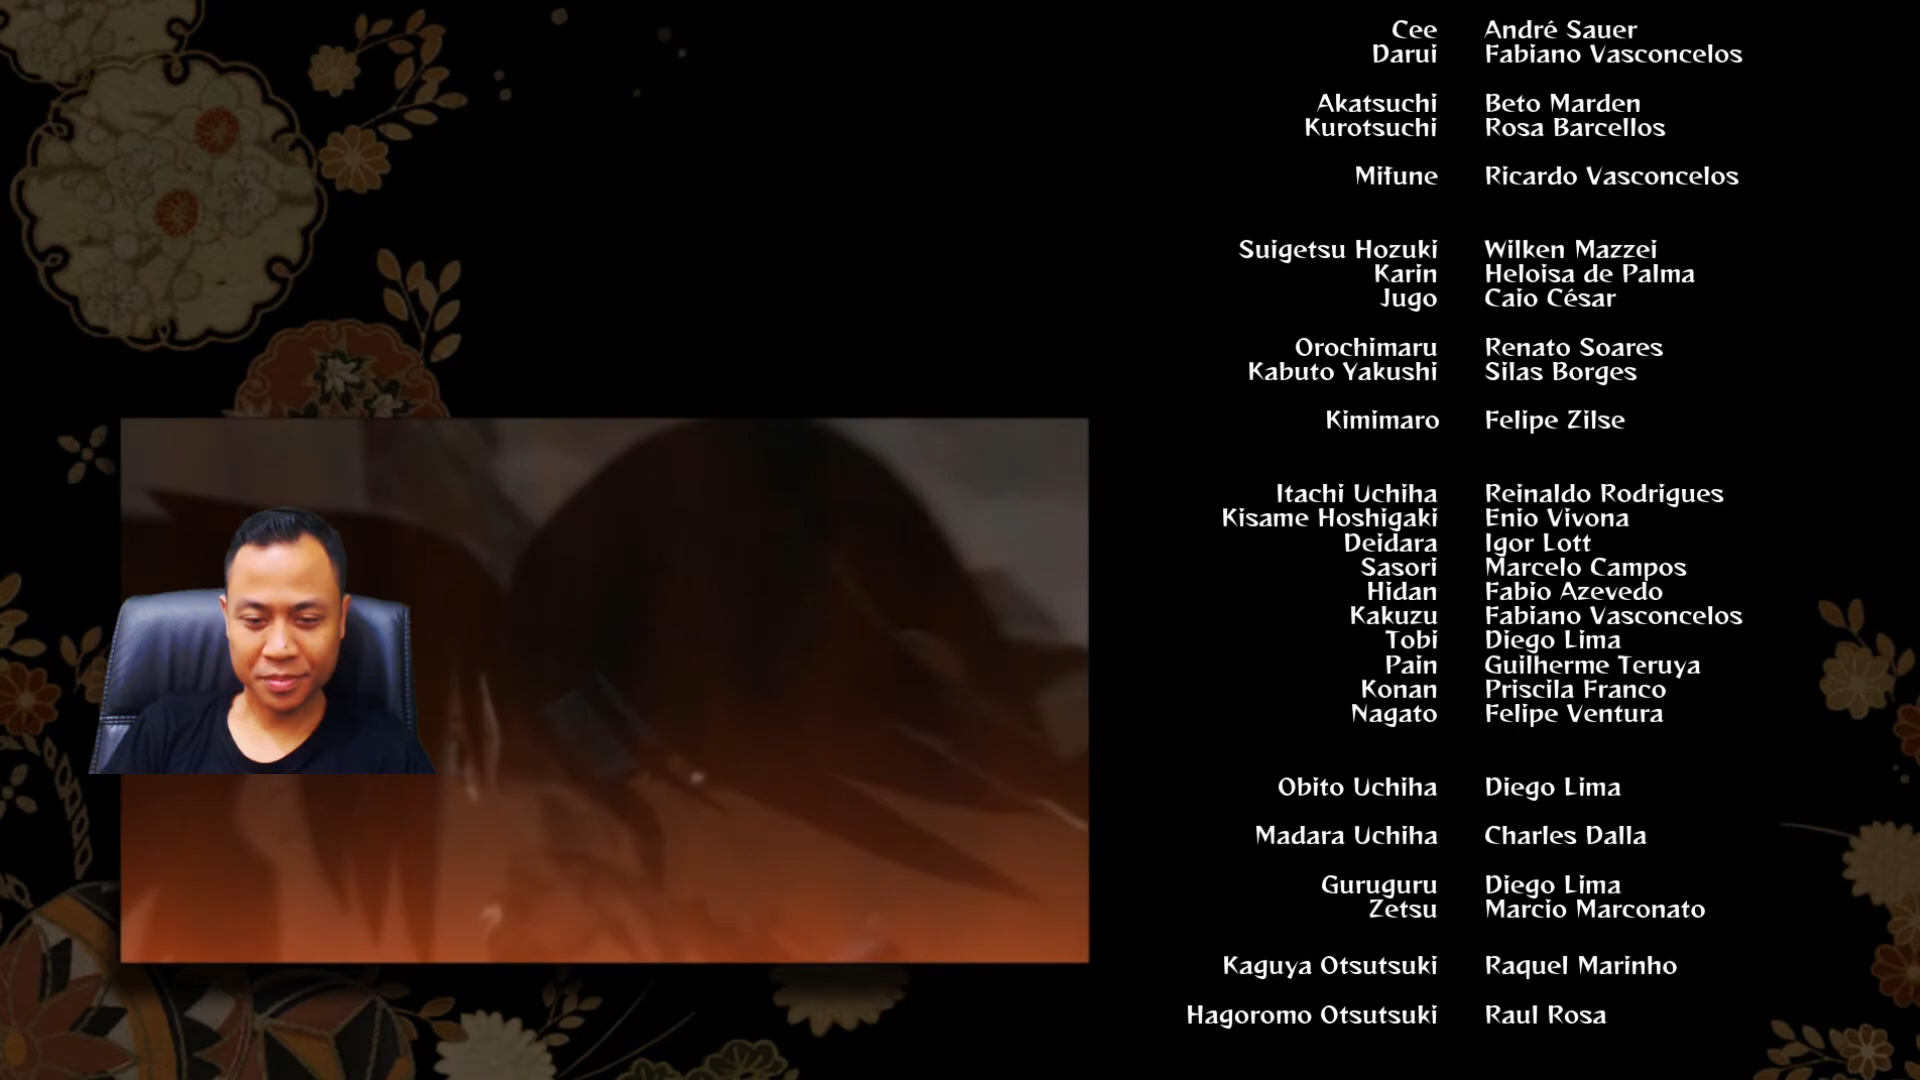 Cee André Sauer
Darui Fabiano Vasconcelos
Akatsuchi Beto Marden
Kurotsuchi Rosa Barcellos
Mifune Ricardo Vasconcelos
Suigetsu Hozuki Wilken Mazzei
Karin Heloisa de Palma
Jugo Caio César
Orochimaru Renato Soares
Kabuto Yakushi Silas Borges
Kimimaro Felipe Zilse
Itachi Uchiha Reinaldo Rodrigues
Kisame Hoshigaki Enio Vivona
Deidara Igor Lott
Sasori Marcelo Campos
Hidan Fabio Azevedo
Kakuzu Fabiano Vasconcelos
Tobi Diego Lima
Pain Guilherme Teruya
Konan Priscila Franco
Nagato Felipe Ventura
Obito Uchiha Diego Lima
Madara Uchiha Charles Dalla
Guruguru Diego Lima
Zetsu Marcio Marconato
Kaguya Otsutsuki Raquel Marinho
Hagoromo Otsutsuki Raul Rosa